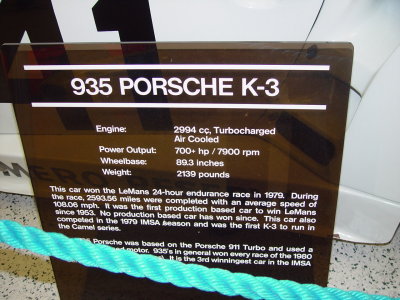 41
935 PORSCHE K-3
Engine: 2994 cc, Turbocharged
Air Cooled
Power Output: 700+ hp / 7900 rpm
Wheelbase: 89.3 inches
Weight: 2139 pounds
This car won the LeMans 24-hour endurance race in 1979. During
the race, 2593.56 miles were completed with an average speed of
108.06 mph. It was the first production based car to win LeMans
since 1953. No production based car has won since. This car also
competed in the 1979 IMSA season and was the first K-3 to run in
the Camel series.
Porsche was based on the Porsche 911 Turbo and used a
motor. 935's in general won every race of the 1980
It is the 3rd winningest car in the IMSA